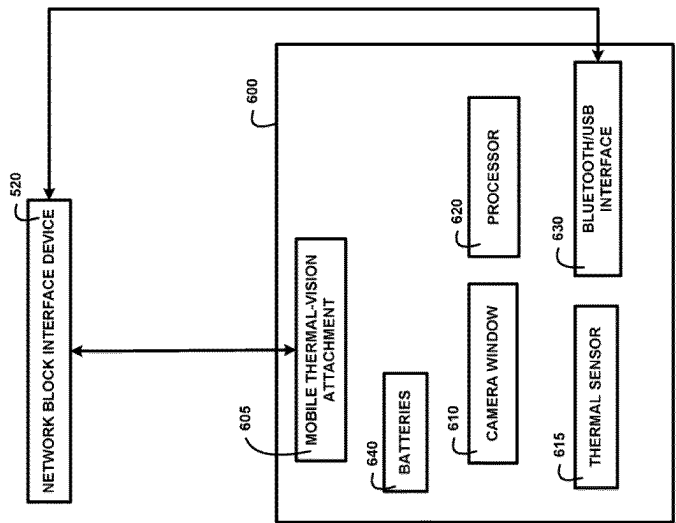 NETWORK BLOCK INTERFACE DEVICE
520
600
605
MOBILE THERMAL-VISION
ATTACHMENT
640
BATTERIES
610
CAMERA WINDOW
620
PROCESSOR
615
THERMAL SENSOR
630
BLUETOOTH/USB
INTERFACE